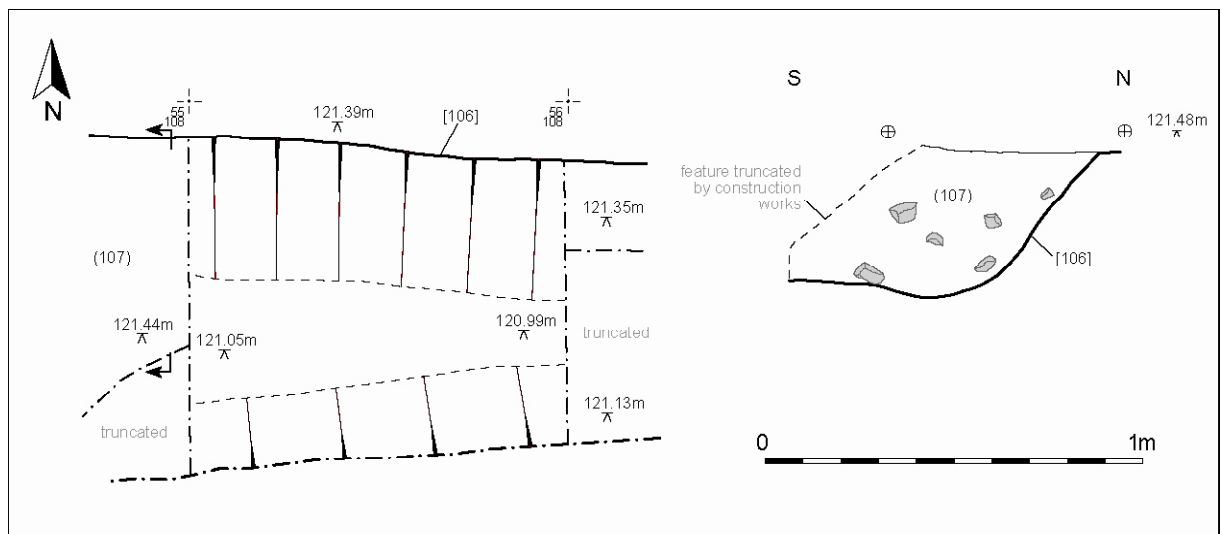 N
55
108
121.39m
[106]
56
108
121.35m
(107)
121.44m
121.05m
120.99m
truncated
truncated
121.13m
S
N
121.48m
feature truncated
by construction
works
(107)
[106]
0
1m